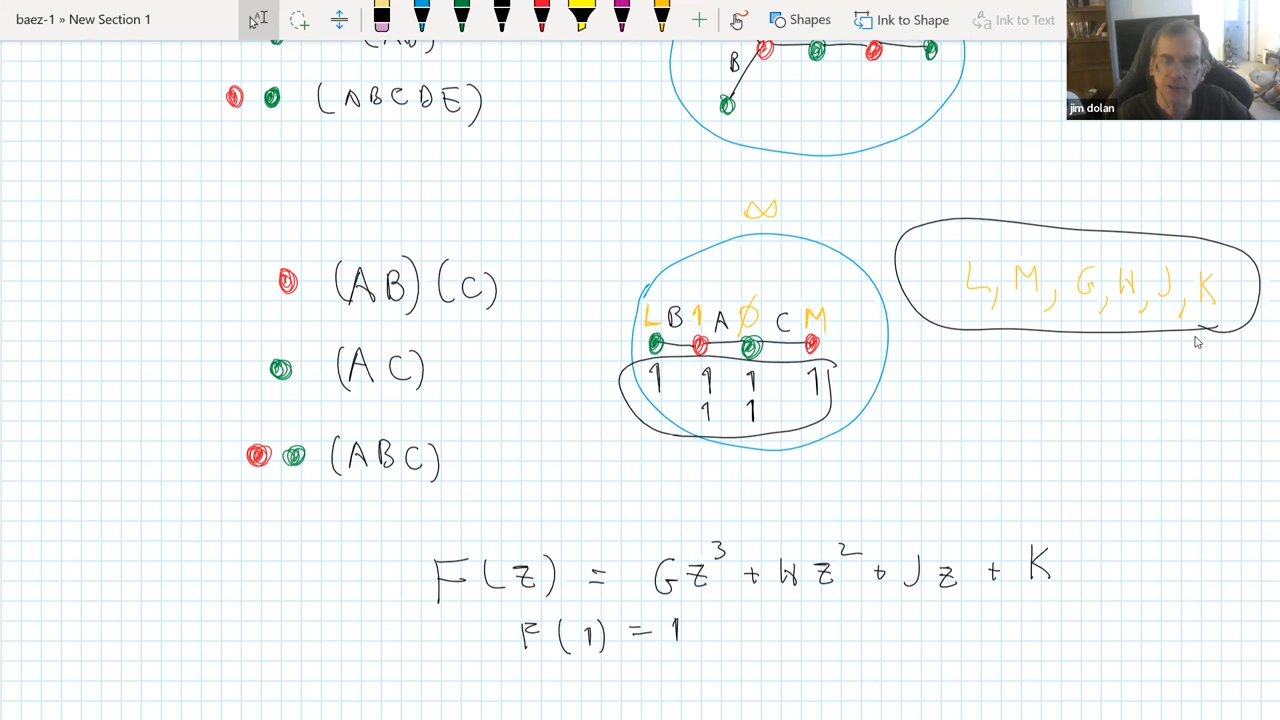 baez-1 » New Section 1
Shapes
Ink to Shape
Ink to Text
jim dolan
B
(ABCDE)
∞
(AB)(C)
L, M, G, W, J, K
L B 1 A 0 C M
1 1 1 1
1 1
(AC)
(ABC)
F(z) = Gz³ + Wz² + Jz + K
F(1) = 1